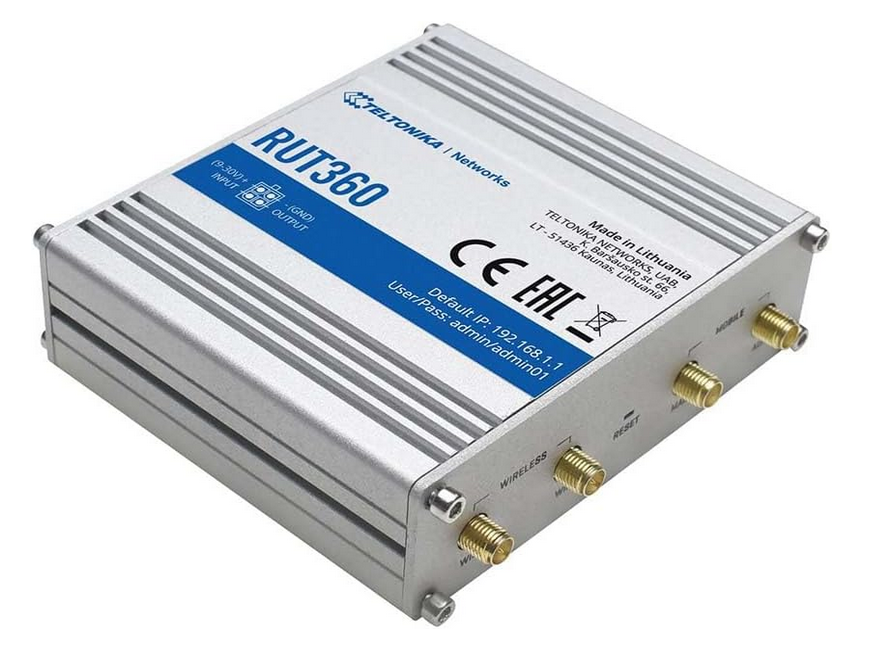 TELTONIKA | Networks
RUT360
(9-30V) +
INPUT
- (GND)
OUTPUT
Made in Lithuania
TELTONIKA NETWORKS, UAB,
K. Baršausko st. 66,
LT - 51436 Kaunas, Lithuania
CE EAC
Default IP: 192.168.1.1
User/Pass: admin/admin01
MOBILE
RESET
WIRELESS